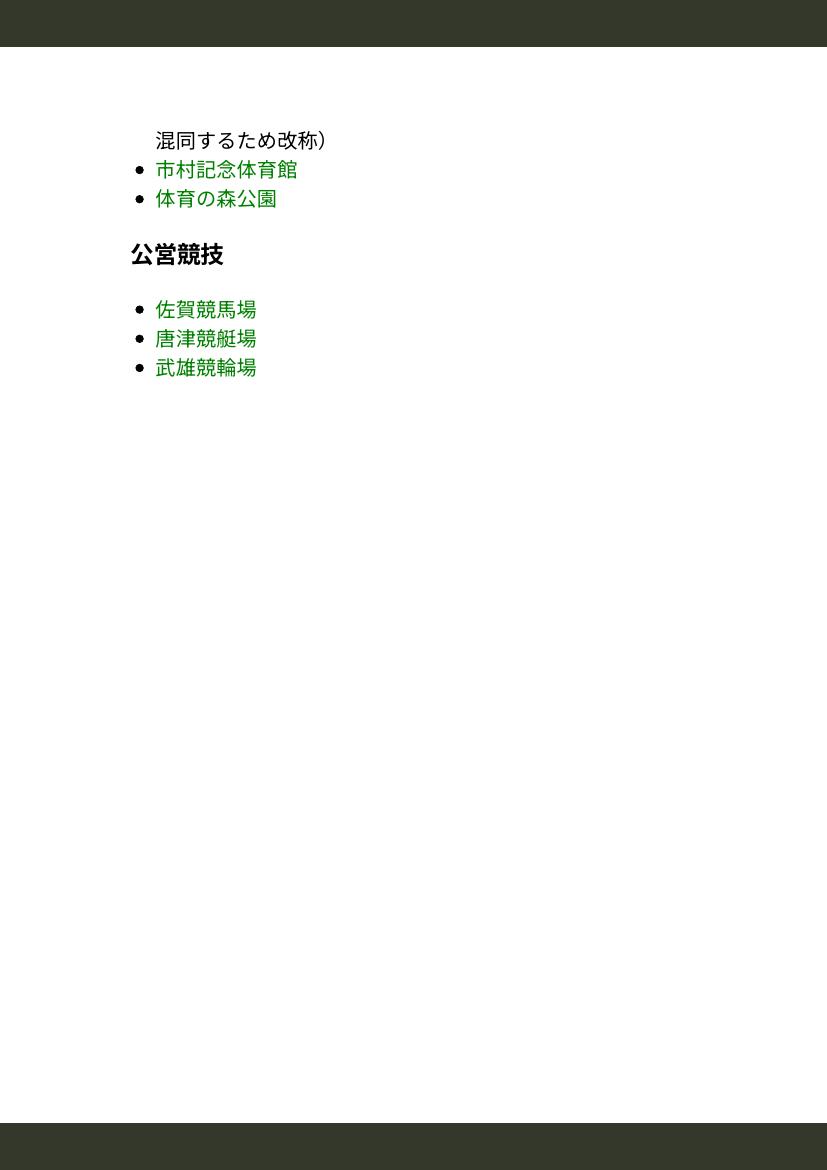 混同するため改称）
市村記念体育館
体育の森公園
公営競技
佐賀競馬場
唐津競艇場
武雄競輪場